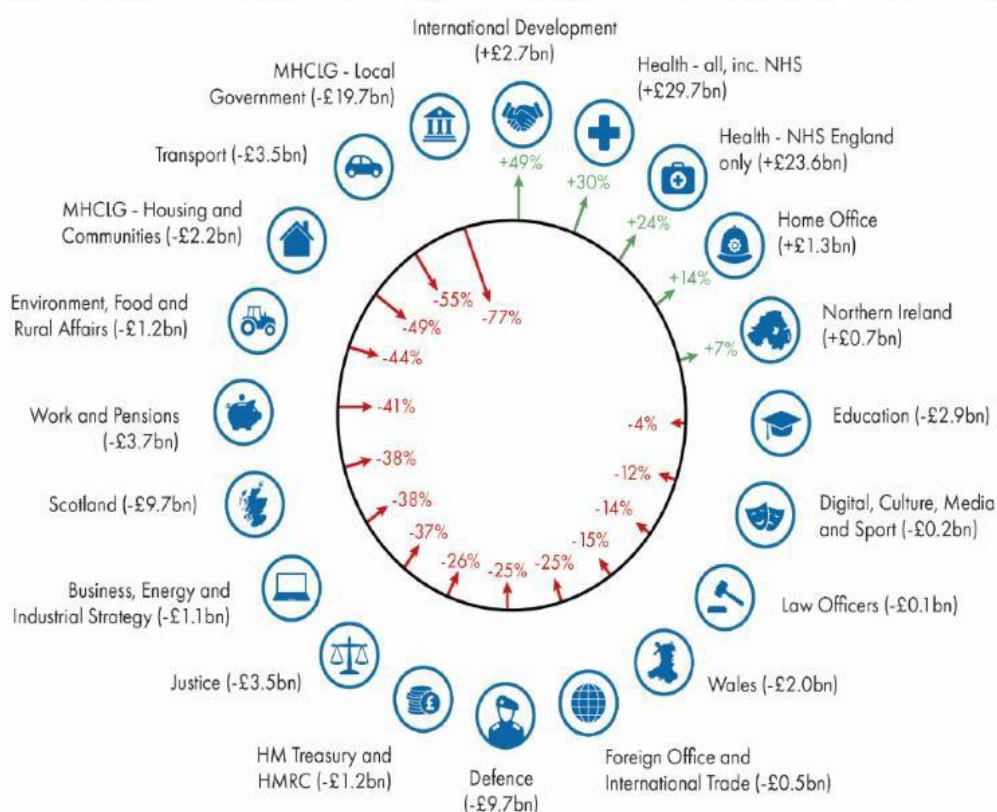 International Development
(+£2.7bn)
Health - all, inc. NHS
(+£29.7bn)
Health - NHS England
only (+£23.6bn)
Home Office
(+£1.3bn)
Northern Ireland
(+£0.7bn)
Education (-£2.9bn)
Digital, Culture, Media
and Sport (-£0.2bn)
Law Officers (-£0.1bn)
Wales (-£2.0bn)
Foreign Office and
International Trade (-£0.5bn)
Defence
(-£9.7bn)
HM Treasury and
HMRC (-£1.2bn)
Justice (-£3.5bn)
Business, Energy and
Industrial Strategy (-£1.1bn)
Scotland (-£9.7bn)
Work and Pensions
(-£3.7bn)
Environment, Food and
Rural Affairs (-£1.2bn)
MHCLG - Housing and
Communities (-£2.2bn)
Transport (-£3.5bn)
MHCLG - Local
Government (-£19.7bn)
+49%
+30%
+24%
+14%
+7%
-4%
-12%
-14%
-15%
-25%
-25%
-26%
-37%
-38%
-38%
-41%
-44%
-49%
-55%
-77%
£